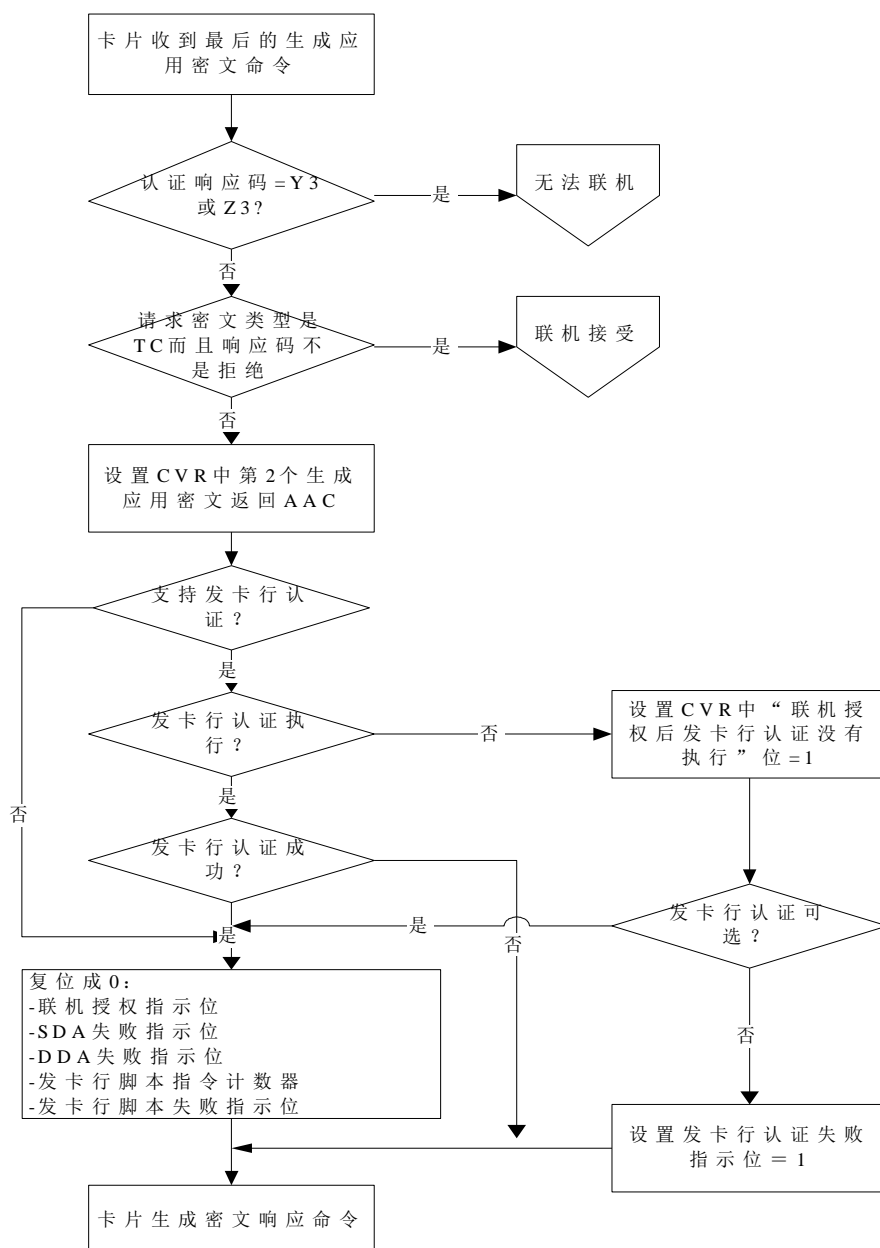 卡片收到最后的生成应
用密文命令
认证响应码=Y3
或Z3?
是
无法联机
否
请求密文类型是
TC而且响应码不
是拒绝
是
联机接受
否
设置CVR中第2个生成
应用密文返回AAC
支持发卡行认
证?
是
发卡行认证执
行?
否
设置CVR中“联机授
权后发卡行认证没有
执行”位=1
是
否
发卡行认证成
功?
发卡行认证可
选?
是
是
否
复位成0:
-联机授权指示位
-SDA失败指示位
-DDA失败指示位
-发卡行脚本指令计数器
-发卡行脚本失败指示位
否
设置发卡行认证失败
指示位=1
卡片生成密文响应命令